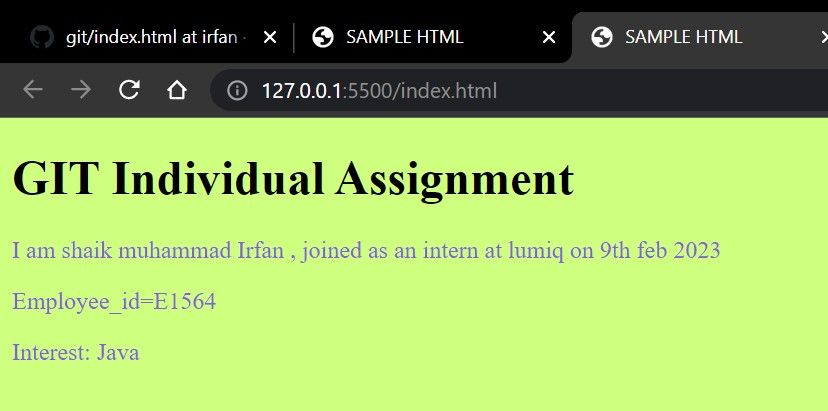 git/index.html at irfan
SAMPLE HTML
SAMPLE HTML
127.0.0.1:5500/index.html
GIT Individual Assignment
I am shaik muhammad Irfan , joined as an intern at lumiq on 9th feb 2023
Employee_id=E1564
Interest: Java